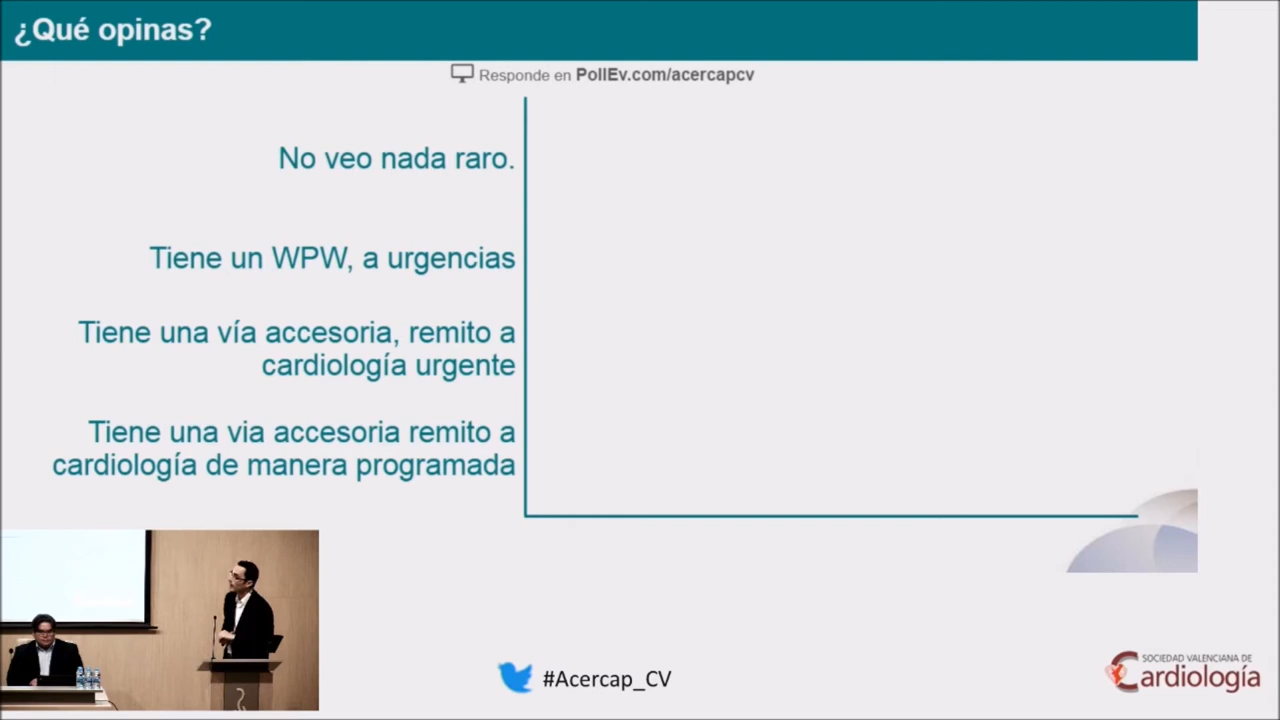 ¿Qué opinas?
Responde en PollEv.com/acercapcv
No veo nada raro.
Tiene un WPW, a urgencias
Tiene una vía accesoria, remito a
cardiología urgente
Tiene una via accesoria remito a
cardiología de manera programada
#Acercap_CV
SOCIEDAD VALENCIANA DE
Cardiología